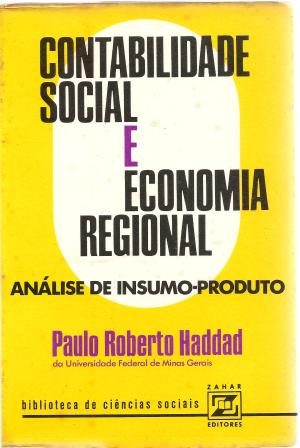 CONTABILIDADE
SOCIAL
E
ECONOMIA
REGIONAL
ANÁLISE DE INSUMO-PRODUTO
Paulo Roberto Haddad
da Universidade Federal de Minas Gerais
biblioteca de ciências sociais
ZAHAR
EDITORES